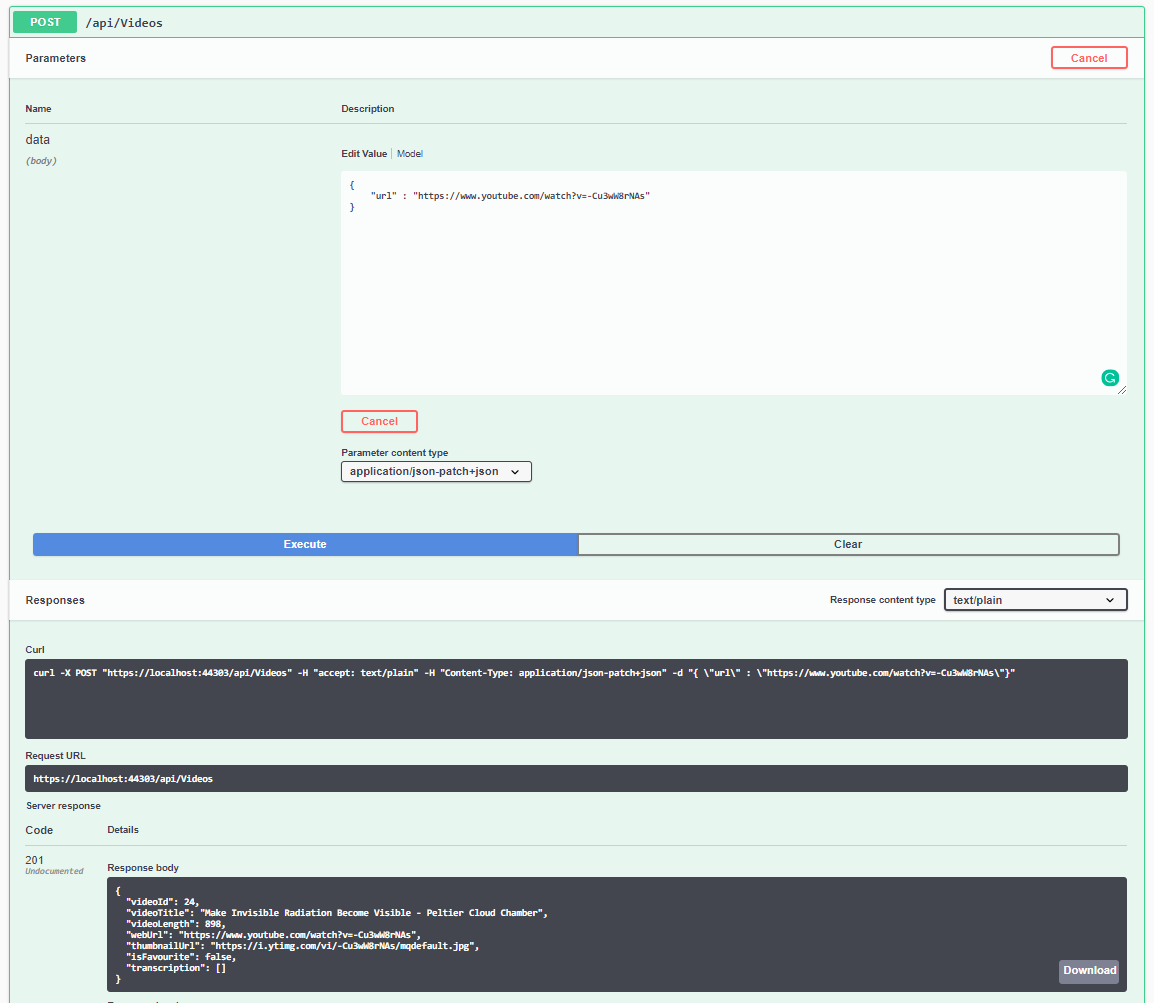 POST /api/Videos
Parameters Cancel
Name Description
data
(body)
Edit Value Model
{
"url" : "https://www.youtube.com/watch?v=-Cu3wW8rNAs"
}
Cancel
Parameter content type
application/json-patch+json
Execute Clear
Responses Response content type text/plain
Curl
curl -X POST "https://localhost:44303/api/Videos" -H "accept: text/plain" -H "Content-Type: application/json-patch+json" -d "{ \"url\" : \"https://www.youtube.com/watch?v=-Cu3wW8rNAs\"}"
Request URL
https://localhost:44303/api/Videos
Server response
Code Details
201
Undocumented
Response body
{
"videoId": 24,
"videoTitle": "Make Invisible Radiation Become Visible - Peltier Cloud Chamber",
"videoLength": 898,
"webUrl": "https://www.youtube.com/watch?v=-Cu3wW8rNAs",
"thumbnailUrl": "https://i.ytimg.com/vi/-Cu3wW8rNAs/mqdefault.jpg",
"isFavourite": false,
"transcription": []
}
Download